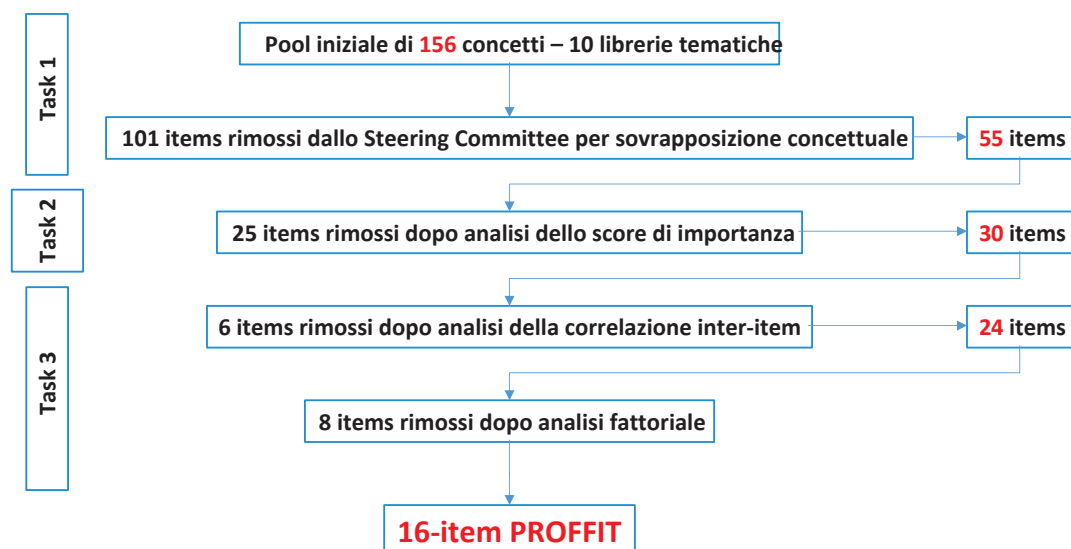 Task 1
Pool iniziale di 156 concetti – 10 librerie tematiche
101 items rimossi dallo Steering Committee per sovrapposizione concettuale
55 items
Task 2
25 items rimossi dopo analisi dello score di importanza
30 items
Task 3
6 items rimossi dopo analisi della correlazione inter-item
24 items
8 items rimossi dopo analisi fattoriale
16-item PROFFIT